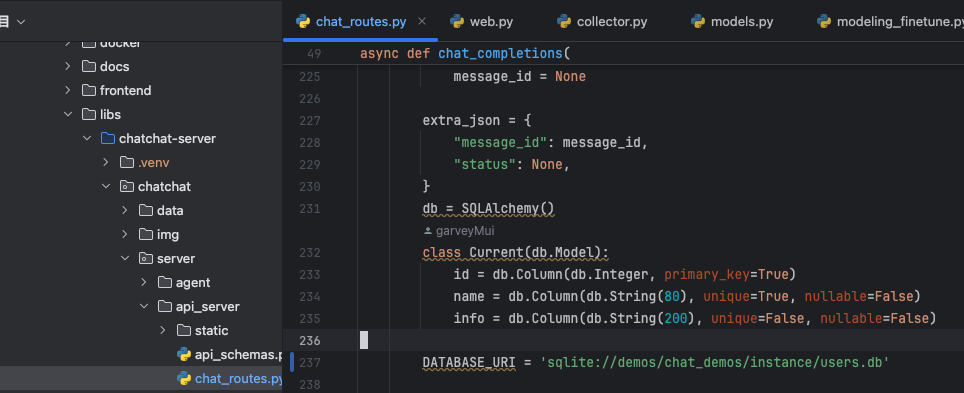 目
docker
docs
frontend
libs
chatchat-server
.venv
chatchat
data
img
server
agent
api_server
static
api_schemas.p
chat_routes.py
chat_routes.py
web.py
collector.py
models.py
modeling_finetune.py
49 async def chat_completions(
225 message_id = None
226
227 extra_json = {
228 "message_id": message_id,
229 "status": None,
230 }
231 db = SQLAlchemy()
garveyMui
232 class Current(db.Model):
233 id = db.Column(db.Integer, primary_key=True)
234 name = db.Column(db.String(80), unique=True, nullable=False)
235 info = db.Column(db.String(200), unique=False, nullable=False)
236
237 DATABASE_URI = 'sqlite://demos/chat_demos/instance/users.db'
238